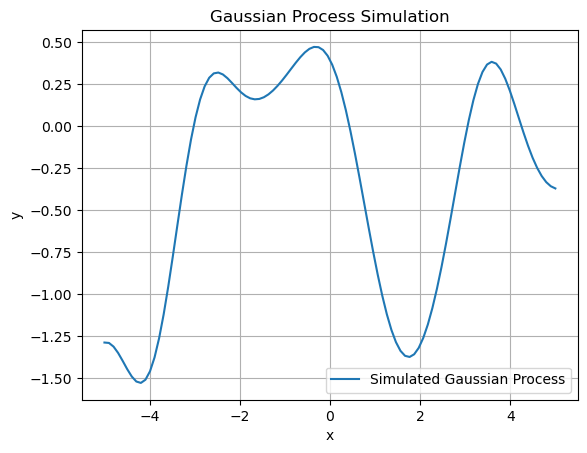 Gaussian Process Simulation
0.50
0.25
0.00
−0.25
−0.50
−0.75
−1.00
−1.25
−1.50
y
Simulated Gaussian Process
−4 −2 0 2 4
x